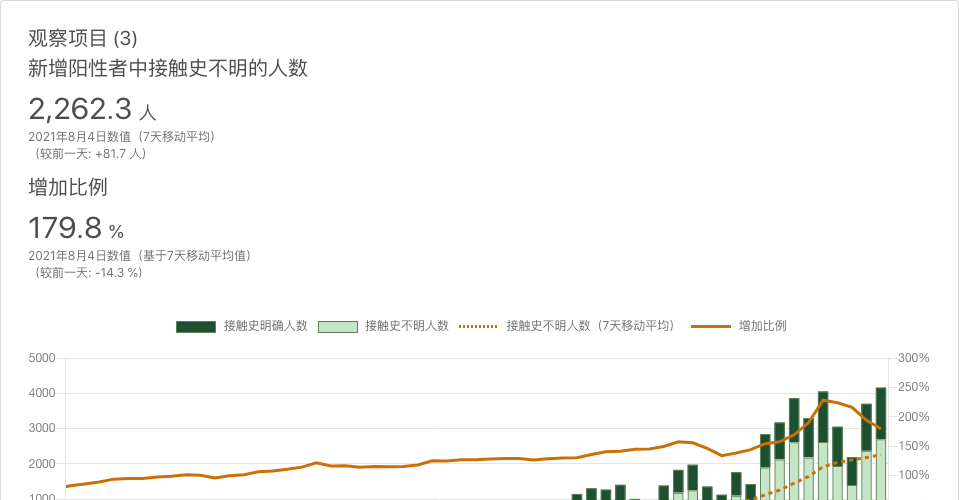 观察项目 (3)
新增阳性者中接触史不明的人数
2,262.3 人
2021年8月4日数值（7天移动平均）
（较前一天: +81.7 人）
增加比例
179.8 %
2021年8月4日数值（基于7天移动平均值）
（较前一天: -14.3 %）
接触史明确人数 接触史不明人数 接触史不明人数（7天移动平均） 增加比例
5000 300%
4000 250%
3000 200%
2000 150%
1000 100%